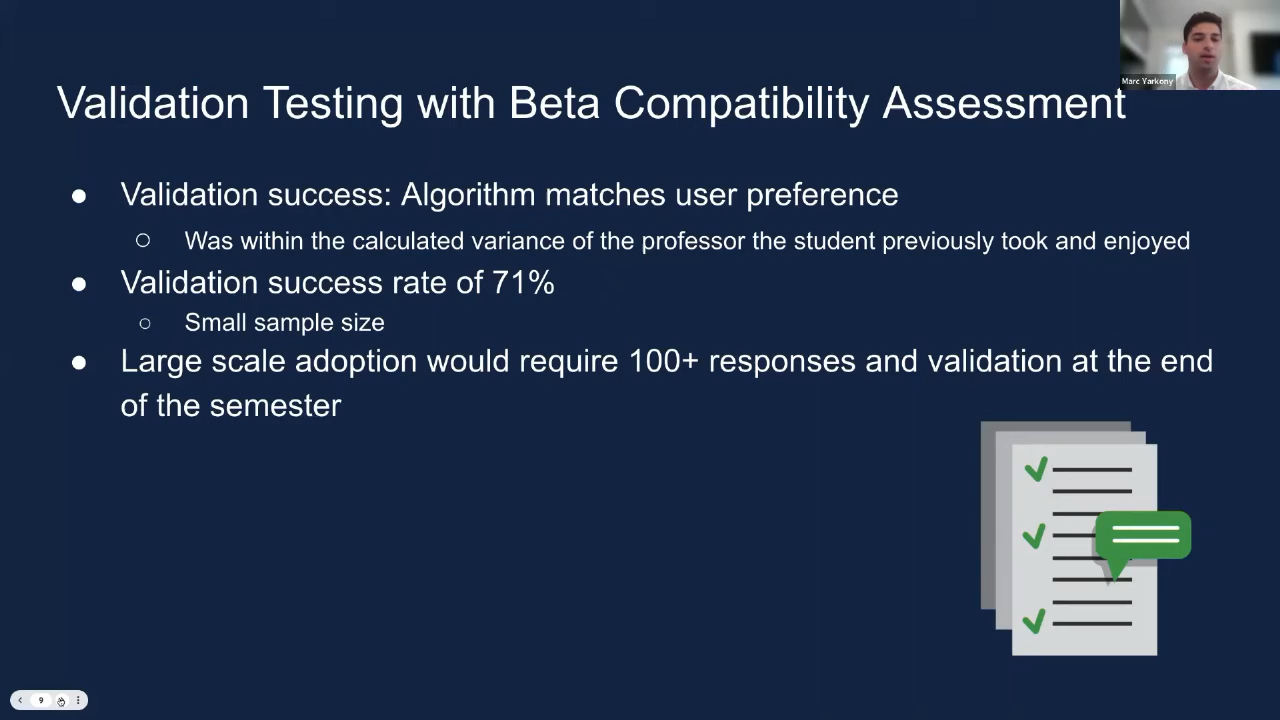 Marc Yarkony
Validation Testing with Beta Compatibility Assessment
● Validation success: Algorithm matches user preference
○ Was within the calculated variance of the professor the student previously took and enjoyed
● Validation success rate of 71%
○ Small sample size
● Large scale adoption would require 100+ responses and validation at the end
of the semester
9